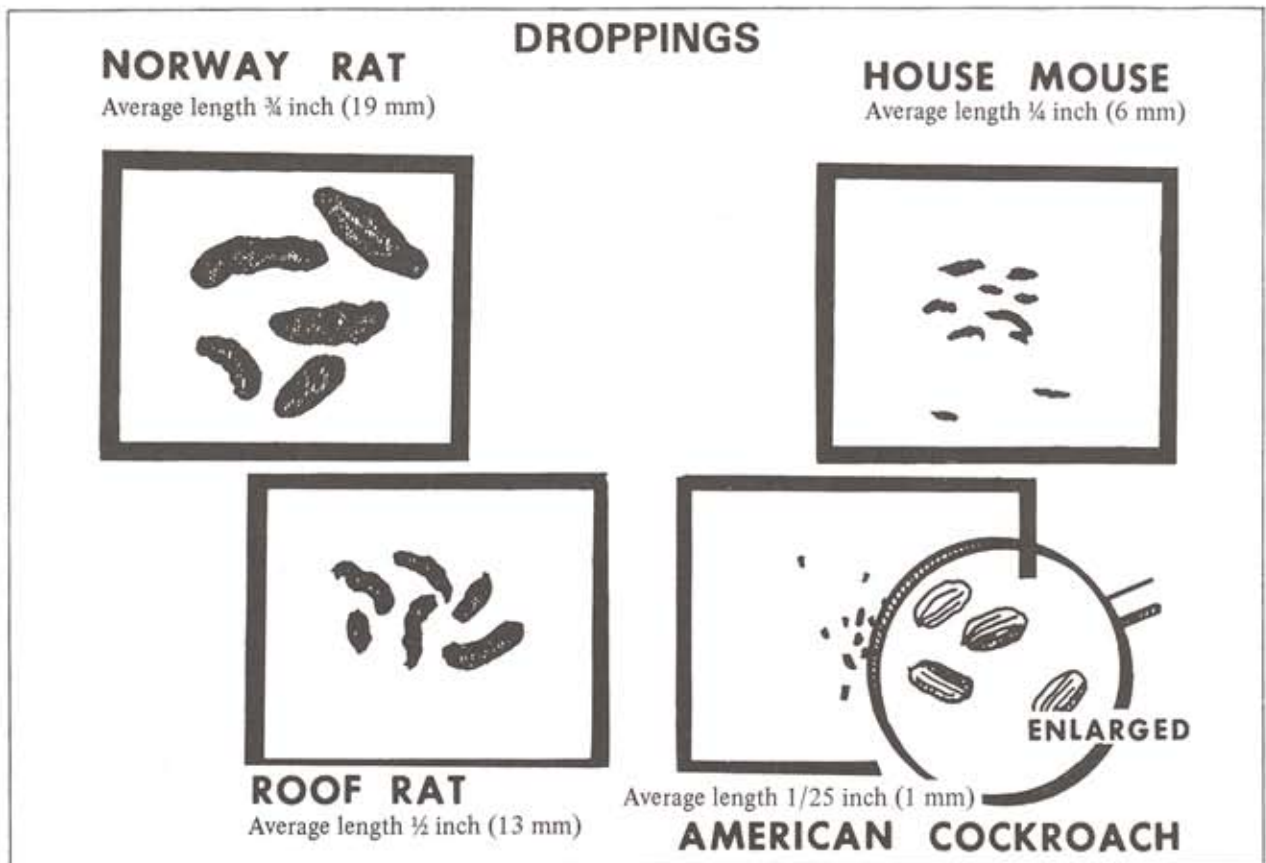 DROPPINGS
NORWAY RAT
Average length ¾ inch (19 mm)
HOUSE MOUSE
Average length ¼ inch (6 mm)
ROOF RAT
Average length ½ inch (13 mm)
ENLARGED
Average length 1/25 inch (1 mm)
AMERICAN COCKROACH